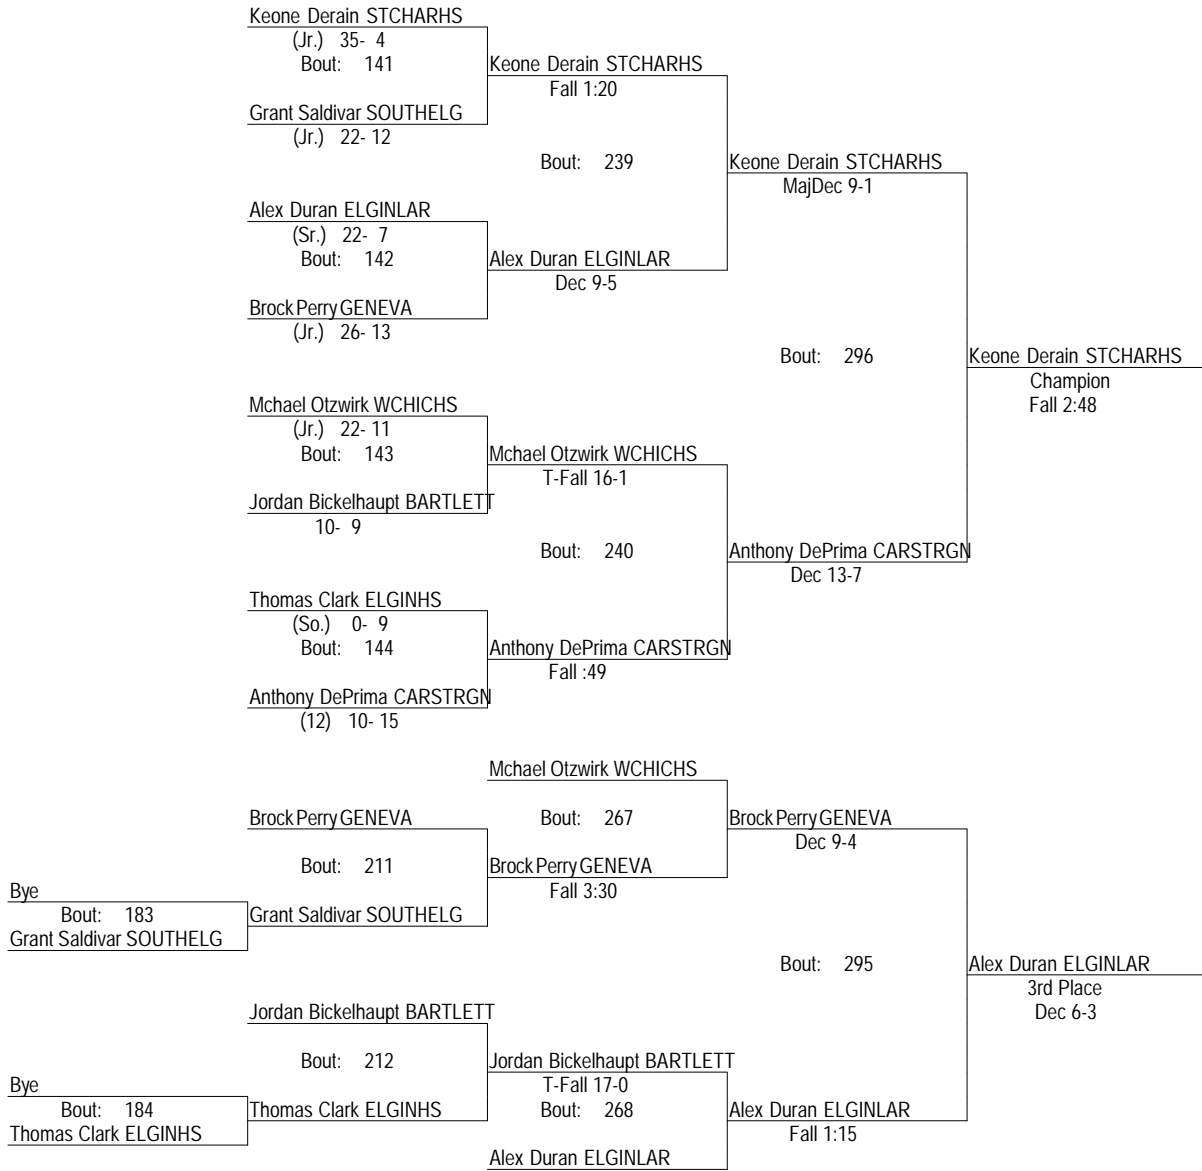 Keone Derain STCHARHS
(Jr.) 35- 4
Bout: 141
Keone Derain STCHARHS
Fall 1:20
Grant Saldivar SOUTHELG
(Jr.) 22- 12
Bout: 239
Keone Derain STCHARHS
MajDec 9-1
Alex Duran ELGINLAR
(Sr.) 22- 7
Bout: 142
Alex Duran ELGINLAR
Dec 9-5
Brock Perry GENEVA
(Jr.) 26- 13
Bout: 296
Keone Derain STCHARHS
Champion
Fall 2:48
Mchael Otzwirk WCHICHS
(Jr.) 22- 11
Bout: 143
Mchael Otzwirk WCHICHS
T-Fall 16-1
Jordan Bickelhaupt BARTLETT
10- 9
Bout: 240
Anthony DePrima CARSTRGN
Dec 13-7
Thomas Clark ELGINHS
(So.) 0- 9
Bout: 144
Anthony DePrima CARSTRGN
Fall :49
Anthony DePrima CARSTRGN
(12) 10- 15
Mchael Otzwirk WCHICHS
Brock Perry GENEVA
Bout: 267
Brock Perry GENEVA
Dec 9-4
Bout: 211
Brock Perry GENEVA
Fall 3:30
Bye
Bout: 183
Grant Saldivar SOUTHELG
Grant Saldivar SOUTHELG
Bout: 295
Alex Duran ELGINLAR
3rd Place
Dec 6-3
Jordan Bickelhaupt BARTLETT
Bout: 212
Jordan Bickelhaupt BARTLETT
T-Fall 17-0
Bye
Bout: 184
Thomas Clark ELGINHS
Thomas Clark ELGINHS
Bout: 268
Alex Duran ELGINLAR
Fall 1:15
Alex Duran ELGINLAR